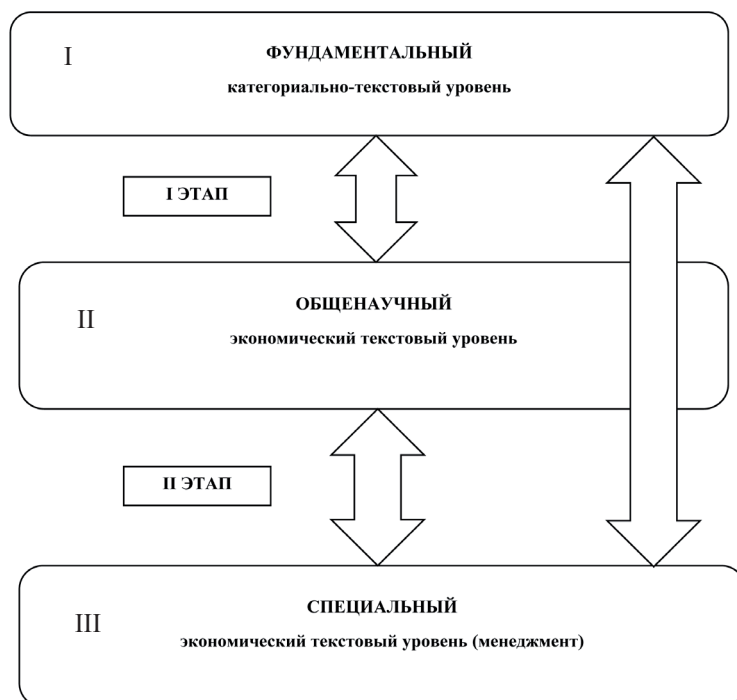 I
ФУНДАМЕНТАЛЬНЫЙ
категориально-текстовый уровень
I ЭТАП
II
ОБЩЕНАУЧНЫЙ
экономический текстовый уровень
II ЭТАП
III
СПЕЦИАЛЬНЫЙ
экономический текстовый уровень (менеджмент)